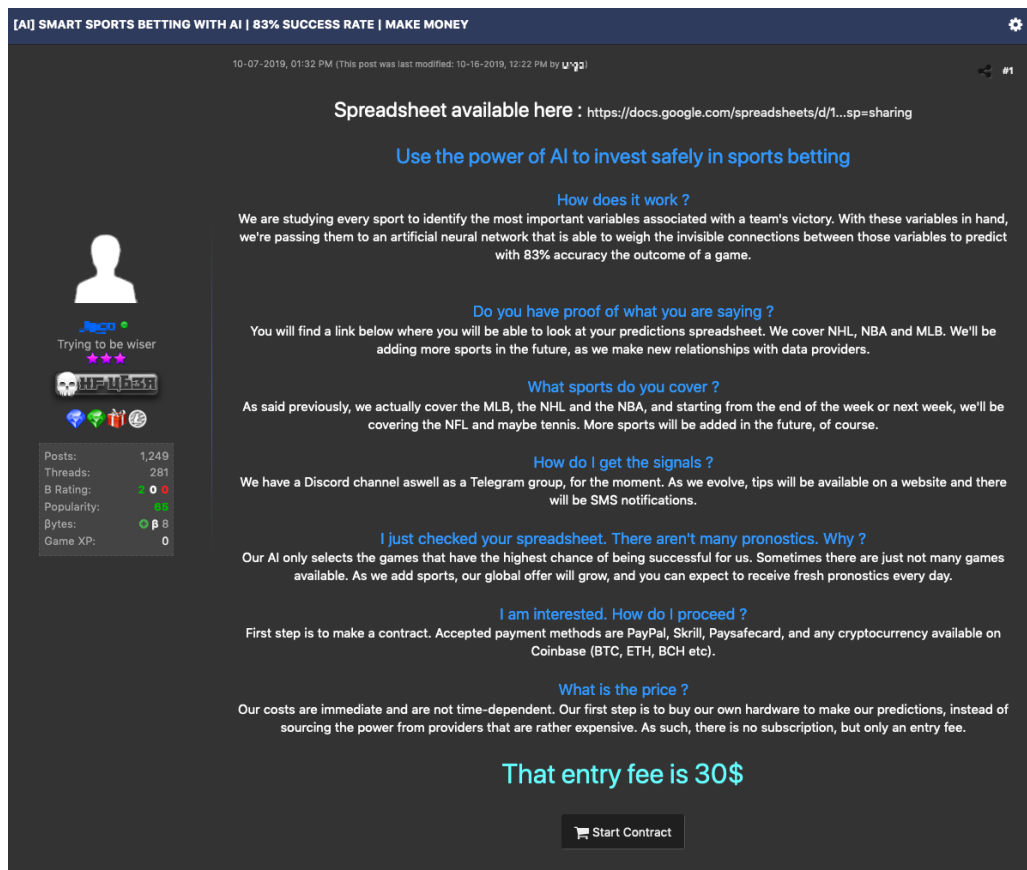 [AI] SMART SPORTS BETTING WITH AI | 83% SUCCESS RATE | MAKE MONEY
10-07-2019, 01:32 PM (This post was last modified: 10-16-2019, 12:22 PM by
#1
Spreadsheet available here : https://docs.google.com/spreadsheets/d/1...sp=sharing
Use the power of AI to invest safely in sports betting
How does it work ?
We are studying every sport to identify the most important variables associated with a team's victory. With these variables in hand,
we're passing them to an artificial neural network that is able to weigh the invisible connections between those variables to predict
with 83% accuracy the outcome of a game.
Do you have proof of what you are saying ?
You will find a link below where you will be able to look at your predictions spreadsheet. We cover NHL, NBA and MLB. We'll be
adding more sports in the future, as we make new relationships with data providers.
What sports do you cover ?
As said previously, we actually cover the MLB, the NHL and the NBA, and starting from the end of the week or next week, we'll be
covering the NFL and maybe tennis. More sports will be added in the future, of course.
How do I get the signals ?
We have a Discord channel aswell as a Telegram group, for the moment. As we evolve, tips will be available on a website and there
will be SMS notifications.
I just checked your spreadsheet. There aren't many pronostics. Why ?
Our AI only selects the games that have the highest chance of being successful for us. Sometimes there are just not many games
available. As we add sports, our global offer will grow, and you can expect to receive fresh pronostics every day.
I am interested. How do I proceed ?
First step is to make a contract. Accepted payment methods are PayPal, Skrill, Paysafecard, and any cryptocurrency available on
Coinbase (BTC, ETH, BCH etc).
What is the price ?
Our costs are immediate and are not time-dependent. Our first step is to buy our own hardware to make our predictions, instead of
sourcing the power from providers that are rather expensive. As such, there is no subscription, but only an entry fee.
That entry fee is 30$
Start Contract
Trying to be wiser
Posts: 1,249
Threads: 281
B Rating: 2 0 0
Popularity: 65
βytes: β 8
Game XP: 0